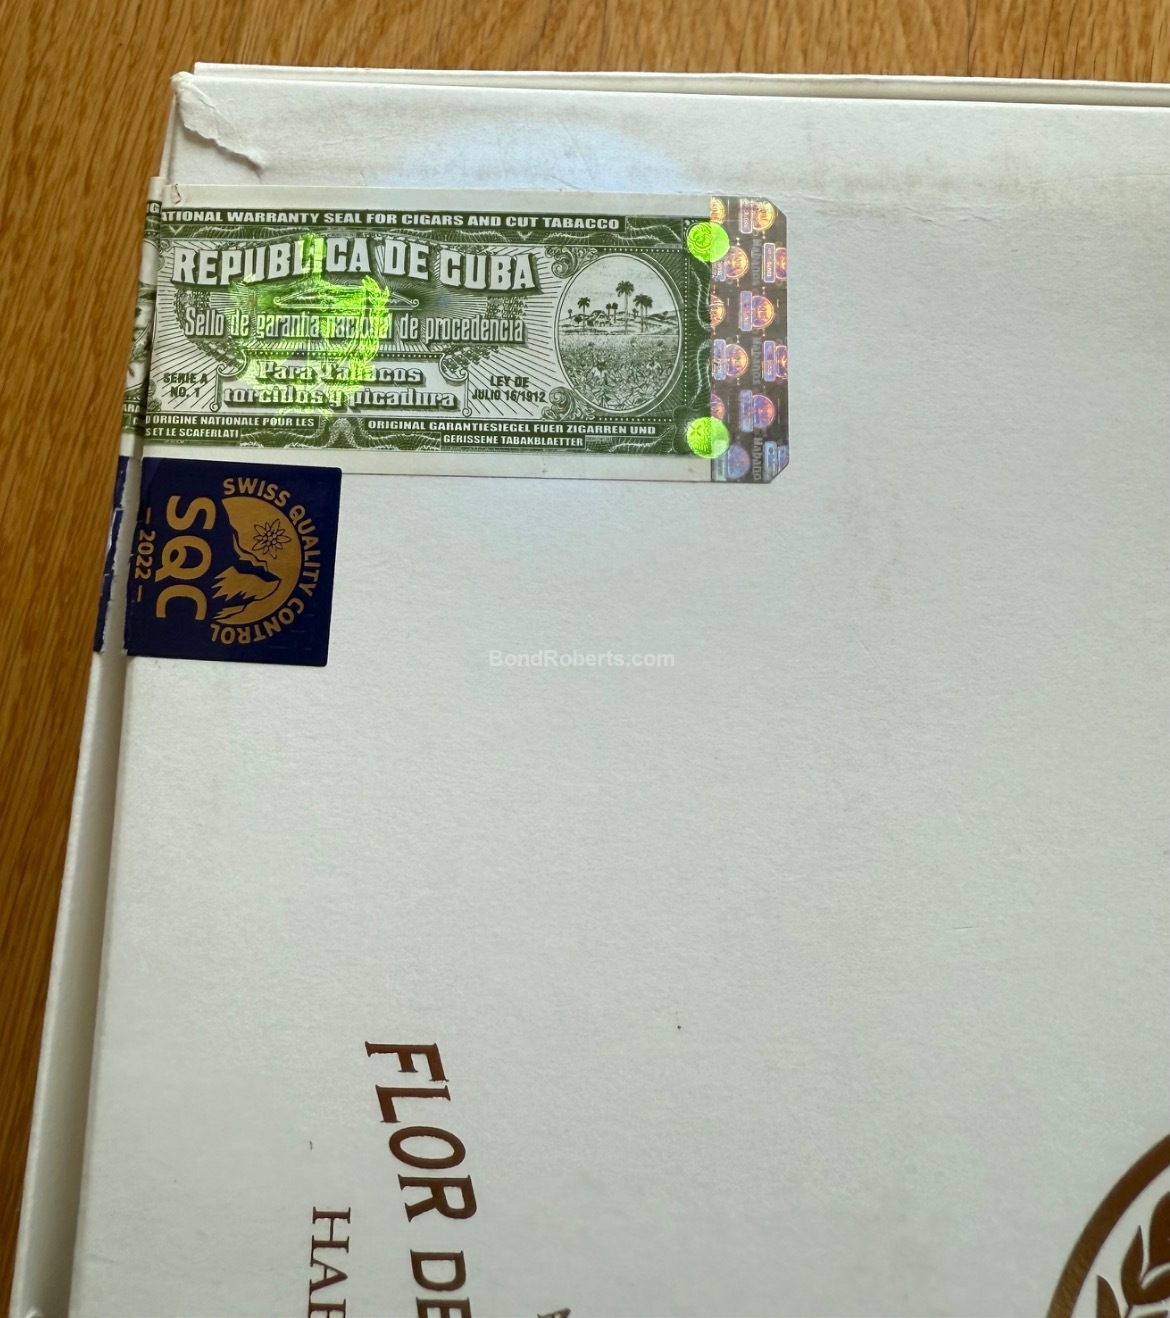 ATIONAL WARRANTY SEAL FOR CIGARS AND CUT TABACCO
REPUBLICA DE CUBA
Sello de garantia nacional de procedencia
SERIE A
NO. 1
Para Tabacos
torcidos y picadura
LEY DE
JULIO 16/1912
D ORIGINE NATIONALE POUR LES
S ET LE SCAFERLATI
ORIGINAL GARANTIESIEGEL FUER ZIGARREN UND
GERISSENE TABAKBLAETTER
SWISS QUALITY CONTROL
SQC
— 2022 —
BondRoberts.com
FLOR DE
HAB